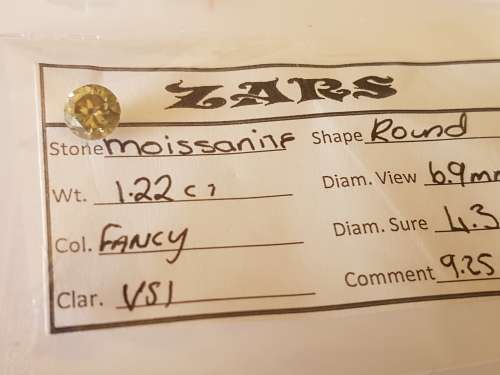 ZARS
Stone moissanite Shape Round
Wt. 1.22 ct Diam. View 6.9mm
Col. FANCY Diam. Sure 4.3
Clar. VS1 Comment 9.25